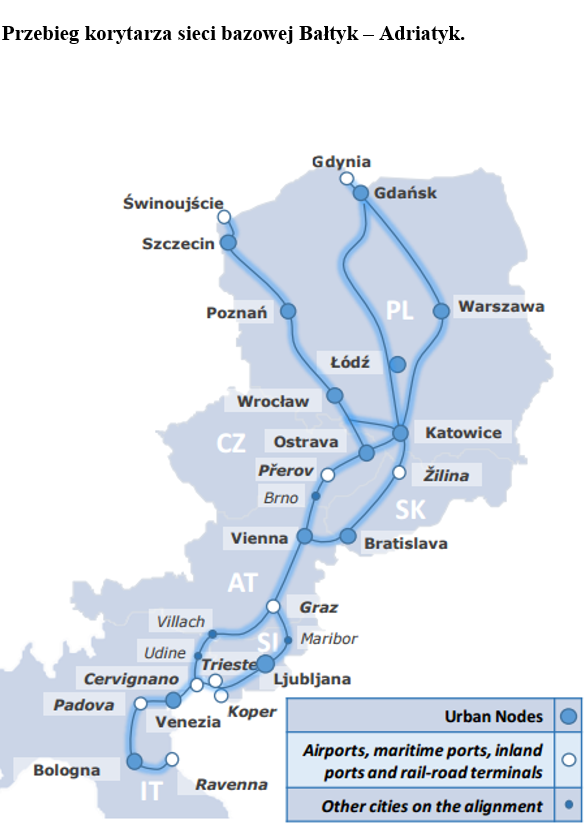 Przebieg korytarza sieci bazowej Bałtyk – Adriatyk.
Gdynia
Gdańsk
Świnoujście
Szczecin
Poznań
PL
Warszawa
Łódź
Wrocław
Katowice
CZ
Ostrava
Přerov
Žilina
Brno
SK
Vienna
Bratislava
AT
Graz
Villach
SI
Maribor
Udine
Trieste
Cervignano
Ljubljana
Padova
Koper
Venezia
Bologna
Ravenna
IT
Urban Nodes
Airports, maritime ports, inland
ports and rail-road terminals
Other cities on the alignment